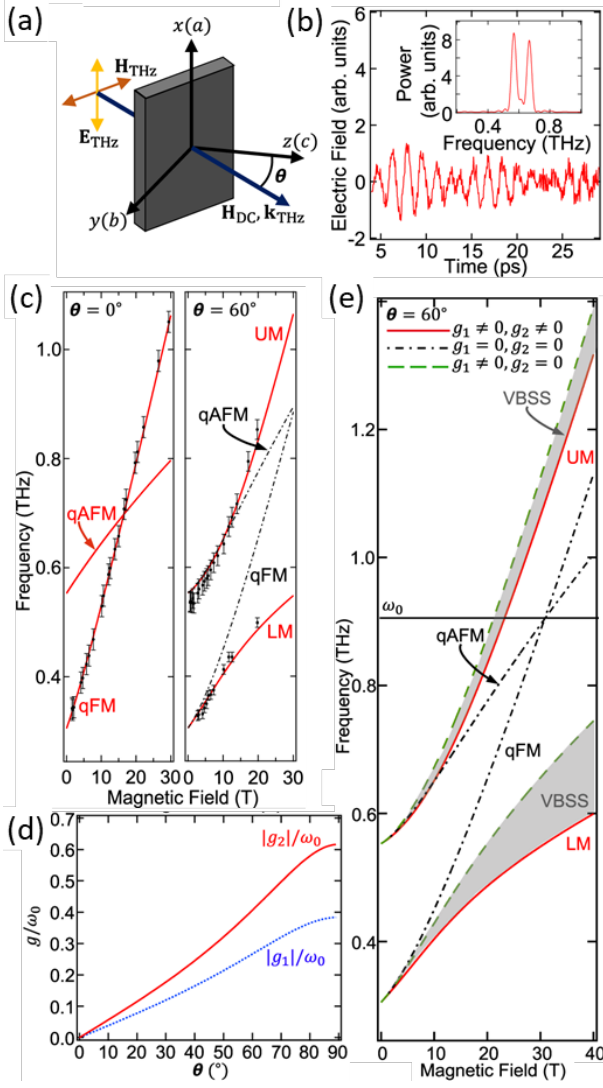 (a)
x(a)
H_THz
E_THz
z(c)
θ
y(b)
H_DC, k_THz
(b)
Electric Field (arb. units)
6
4
2
0
-2
5
10
15
20
25
Time (ps)
Power
(arb. units)
8
4
0
0.4
0.8
Frequency (THz)
(c)
θ = 0°
θ = 60°
Frequency (THz)
1.0
0.8
0.6
0.4
qAFM
qFM
UM
qAFM
qFM
LM
0
10
20
30
0
10
20
30
Magnetic Field (T)
(d)
g/ω₀
0.7
0.6
0.5
0.4
0.3
0.2
0.1
0.0
|g₂|/ω₀
|g₁|/ω₀
0
10
20
30
40
50
60
70
80
90
θ (°)
(e)
θ = 60°
g₁ ≠ 0, g₂ ≠ 0
g₁ = 0, g₂ = 0
g₁ ≠ 0, g₂ = 0
VBSS
UM
ω₀
qAFM
qFM
VBSS
LM
Frequency (THz)
1.2
1.0
0.8
0.6
0.4
0
10
20
30
40
Magnetic Field (T)